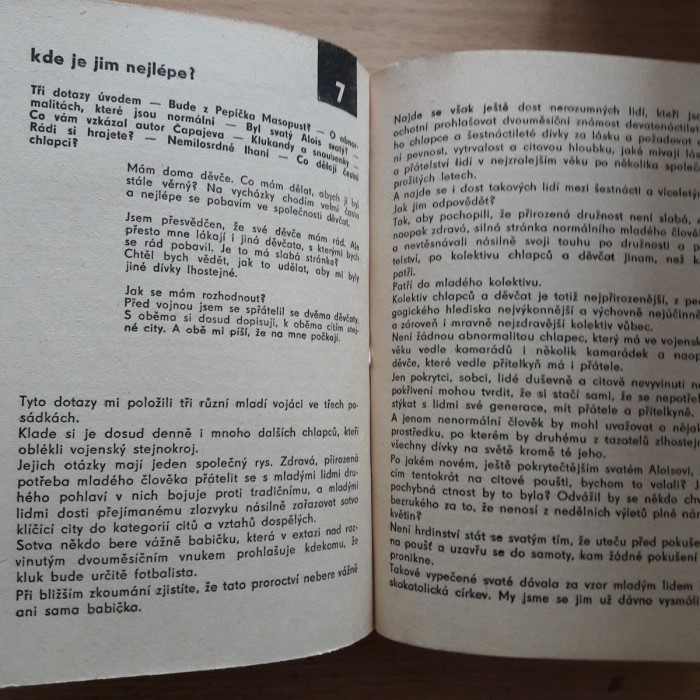 kde je jim nejlépe?
7
Tři dotazy úvodem — Bude z Pepíčka Masopust? — O abnor-
malitách, které jsou normální — Byl svatý Alois svatý? —
Co vám vzkázal autor Čapajeva — Klukandy a snoubenky —
Rádi si hrajete? — Nemilosrdné lhaní — Co dělají čeští
chlapci?
Mám doma děvče. Co mám dělat, abych jí byl
stále věrný? Na vycházky chodím velmi často
a nejlépe se pobavím ve společnosti děvčat.
Jsem přesvědčen, že své děvče mám rád. Ale
přesto mne lákají i jiná děvčata, s kterými bych
se rád pobavil. Je to má slabá stránka?
Chtěl bych vědět, jak to udělat, aby mi byly
jiné dívky lhostejné.
Jak se mám rozhodnout?
Před vojnou jsem se spřátelil se dvěma děvčaty.
S oběma si dosud dopisuji, k oběma cítím stej-
né city. A obě mi píší, že na mne počkají.
Tyto dotazy mi položili tři různí mladí vojáci ve třech po-
sádkách.
Klade si je dosud denně i mnoho dalších chlapců, kteří
oblékli vojenský stejnokroj.
Jejich otázky mají jeden společný rys. Zdravá, přirozená
potřeba mladého člověka přátelit se s mladými lidmi dru-
hého pohlaví v nich bojuje proti tradičnímu, a mladými
lidmi dosti přejímanému zlozvyku násilně zařazovat sotva
klíčící city do kategorií citů a vztahů dospělých.
Sotva někdo bere vážně babičku, která v extazi nad roz-
vinutým dvouměsíčním vnukem prohlašuje kdekomu, že
kluk bude určitě fotbalista.
Při bližším zkoumání zjistíte, že tato proroctví nebere vážně
ani sama babička.
Najde se však ještě dost nerozumných lidí, kteří jsou
ochotni prohlašovat dvouměsíční známost devatenáctile
ho chlapce a šestnáctileté dívky za lásku a požadovat o
ni pevnost, vytrvalost a citovou hloubku, jaké mívají lás
a přátelství lidí v nejzralejším věku po několika společ
prožitých letech.
A najde se i dost takových lidí mezi šestnácti a víceletým
Jak jim odpovědět?
Tak, aby pochopili, že přirozená družnost není slabá,
naopak zdravá, silná stránka normálního mladého člově
a nevtěsnávali násilně svoji touhu po družnosti a p
telství, po kolektivu chlapců a děvčat jinam, než k
patří.
Patří do mladého kolektivu.
Kolektiv chlapců a děvčat je totiž nejpřirozenější, z pe
gogického hlediska nejvýkonnější a výchovně nejúčinně
a zároveň i mravně nejzdravější kolektiv vůbec.
Není žádnou abnormalitou chlapec, který má ve vojensk
věku vedle kamarádů i několik kamarádek a naop
děvče, které vedle přítelkyň má i přátele.
Jen pokrytci, sobci, lidé duševně a citově nevyvinutí n
pokřivení mohou tvrdit, že si stačí sami, že se nepotře
stýkat s lidmi své generace, mít přátele a přítelkyně.
A jenom nenormální člověk by mohl uvažovat o nějak
prostředku, po kterém by druhému z tazatelů zlhostejn
všechny dívky na světě kromě té jeho.
Po jakém novém, ještě pokrytečtějším svatém Aloisovi,
cím tentokrát na citové poušti, bychom to volali?
pochybná ctnost by to byla? Odvážil by se někdo chv
bezrukého za to, že nenosí z nedělních výletů plné nár
květin?
Není hrdinství stát se svatým tím, že uteču před pokuše
na poušť a uzavřu se do samoty, kam žádné pokušení
pronikne.
Takové vypečené svaté dávala za vzor mladým lidem
skokatolická církev. My jsme se jim už dávno vysmáli